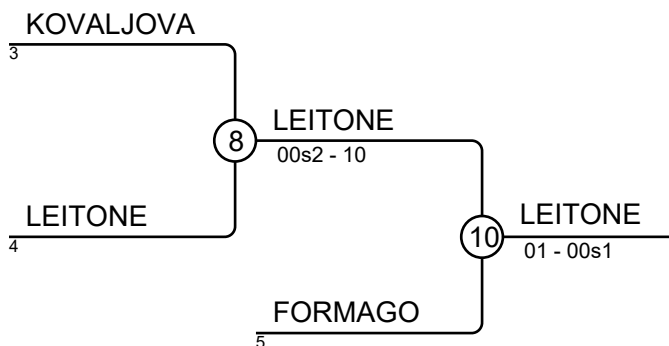 KOVALJOVA
3
8
LEITONE
00s2 - 10
LEITONE
4
10
LEITONE
01 - 00s1
FORMAGO
5